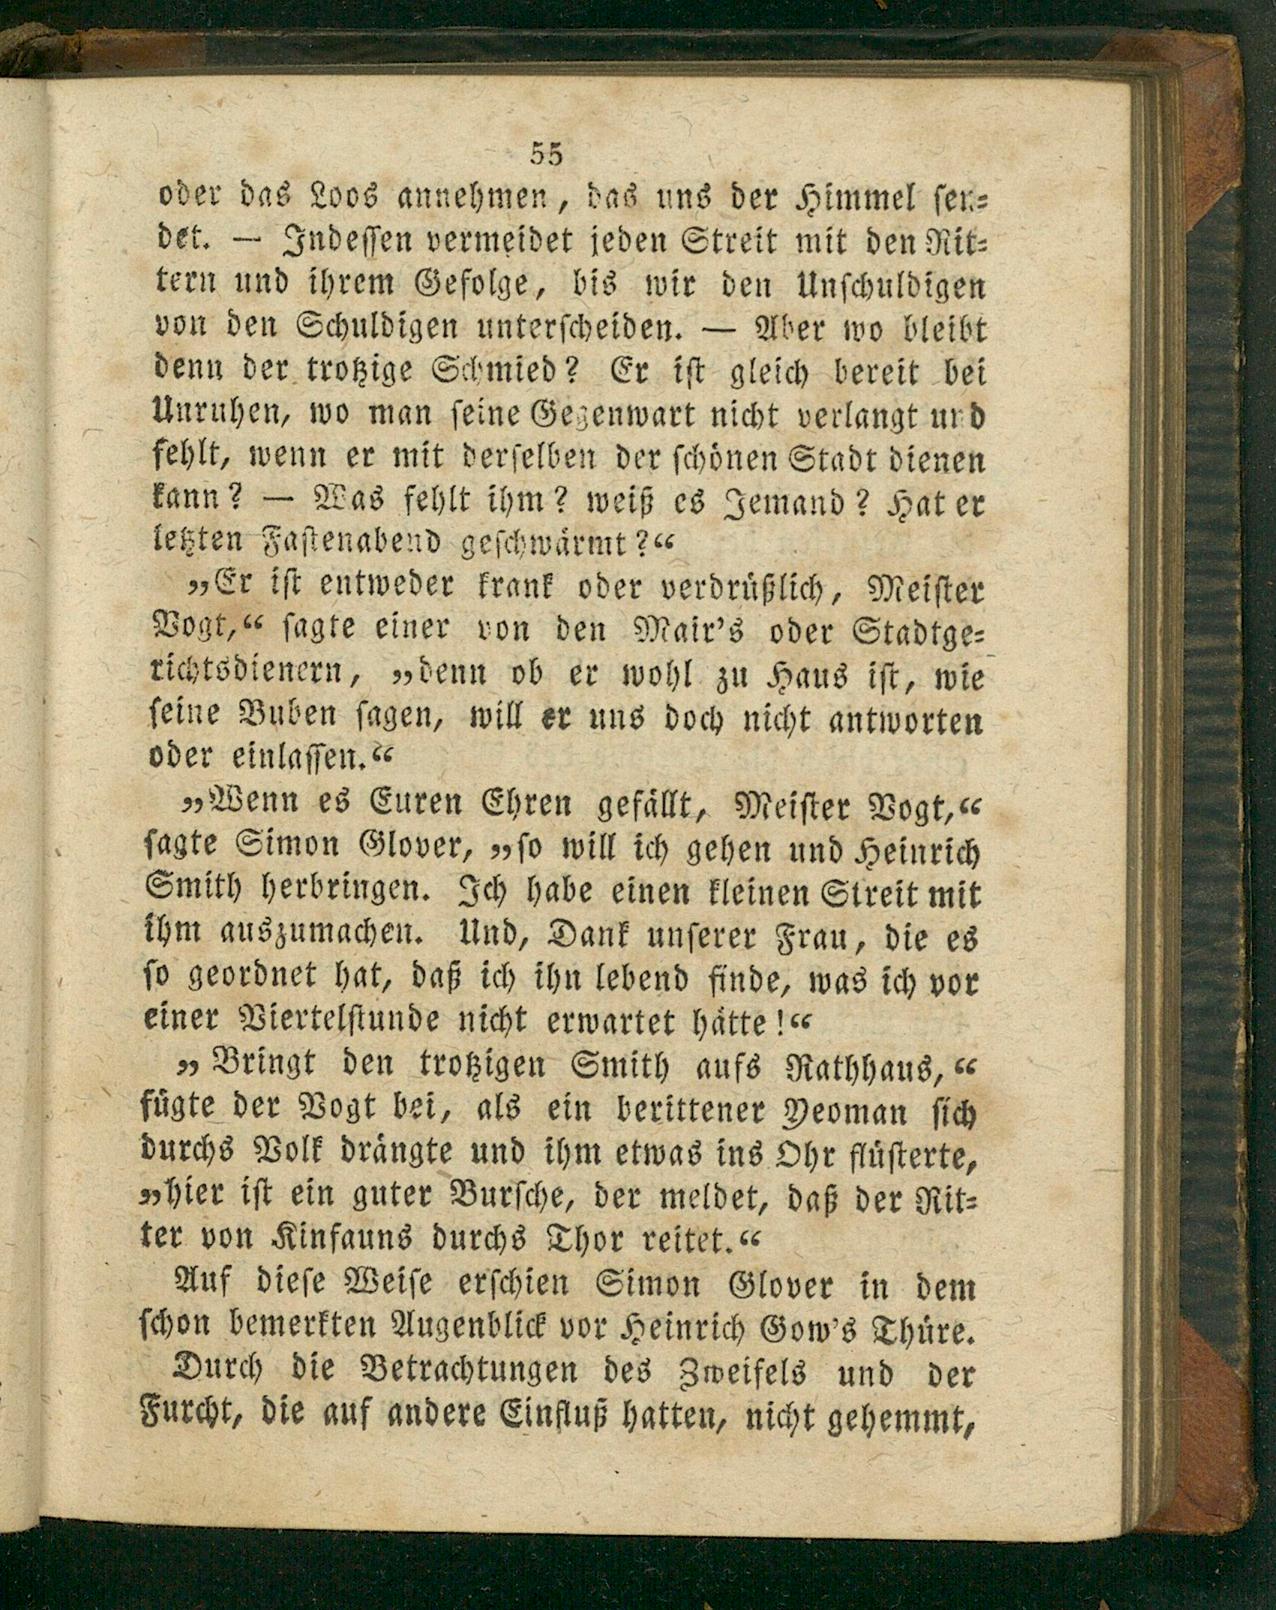 55
oder das Loos annehmen, das uns der Himmel sen-
det. — Indessen vermeidet jeden Streit mit den Rit-
tern und ihrem Gefolge, bis wir den Unschuldigen
von den Schuldigen unterscheiden. — Aber wo bleibt
denn der trotzige Schmied? Er ist gleich bereit bei
Unruhen, wo man seine Gegenwart nicht verlangt und
fehlt, wenn er mit derselben der schönen Stadt dienen
kann? — Was fehlt ihm? weiß es Jemand? Hat er
letzten Fastenabend geschwärmt?“
„Er ist entweder krank oder verdrüßlich, Meister
Vogt,“ sagte einer von den Mair's oder Stadtge-
richtsdienern, „denn ob er wohl zu Haus ist, wie
seine Buben sagen, will er uns doch nicht antworten
oder einlassen.“
„Wenn es Euren Ehren gefällt, Meister Vogt,“
sagte Simon Glover, „so will ich gehen und Heinrich
Smith herbringen. Ich habe einen kleinen Streit mit
ihm auszumachen. Und, Dank unserer Frau, die es
so geordnet hat, daß ich ihn lebend finde, was ich vor
einer Viertelstunde nicht erwartet hätte!“
„Bringt den trotzigen Smith aufs Rathhaus,“
fügte der Vogt bei, als ein berittener Yeoman sich
durchs Volk drängte und ihm etwas ins Ohr flüsterte,
„hier ist ein guter Bursche, der meldet, daß der Rit-
ter von Kinfauns durchs Thor reitet.“
Auf diese Weise erschien Simon Glover in dem
schon bemerkten Augenblick vor Heinrich Gow's Thüre.
Durch die Betrachtungen des Zweifels und der
Furcht, die auf andere Einfluß hatten, nicht gehemmt,